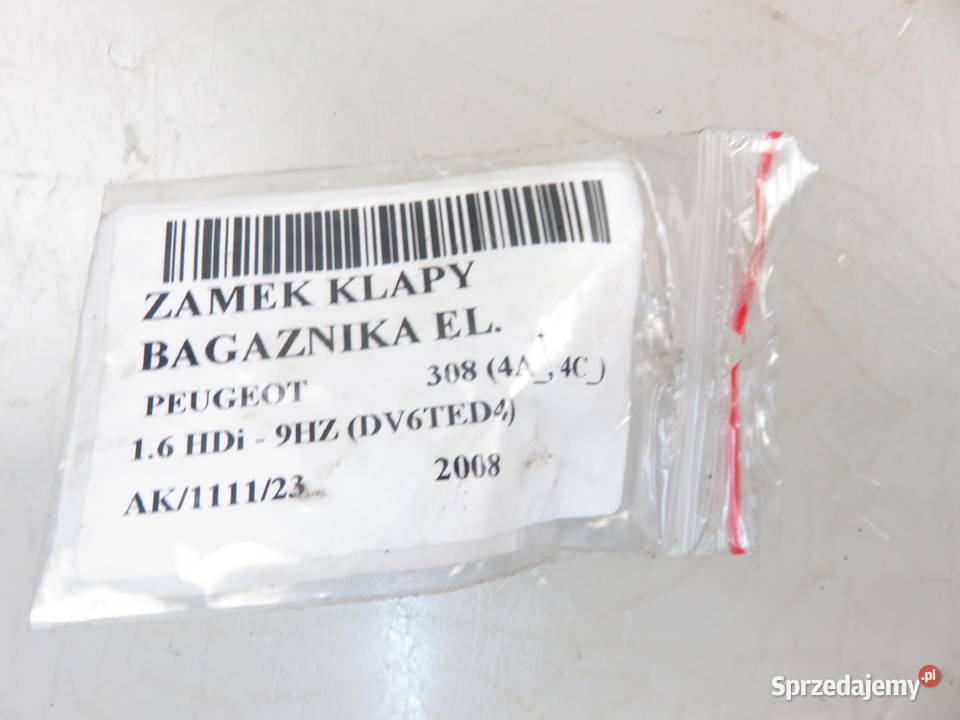 ZAMEK KLAPY
BAGAZNIKA EL.
PEUGEOT 308 (4A_, 4C_)
1.6 HDi - 9HZ (DV6TED4)
AK/1111/23 2008
Sprzedajemy.pl